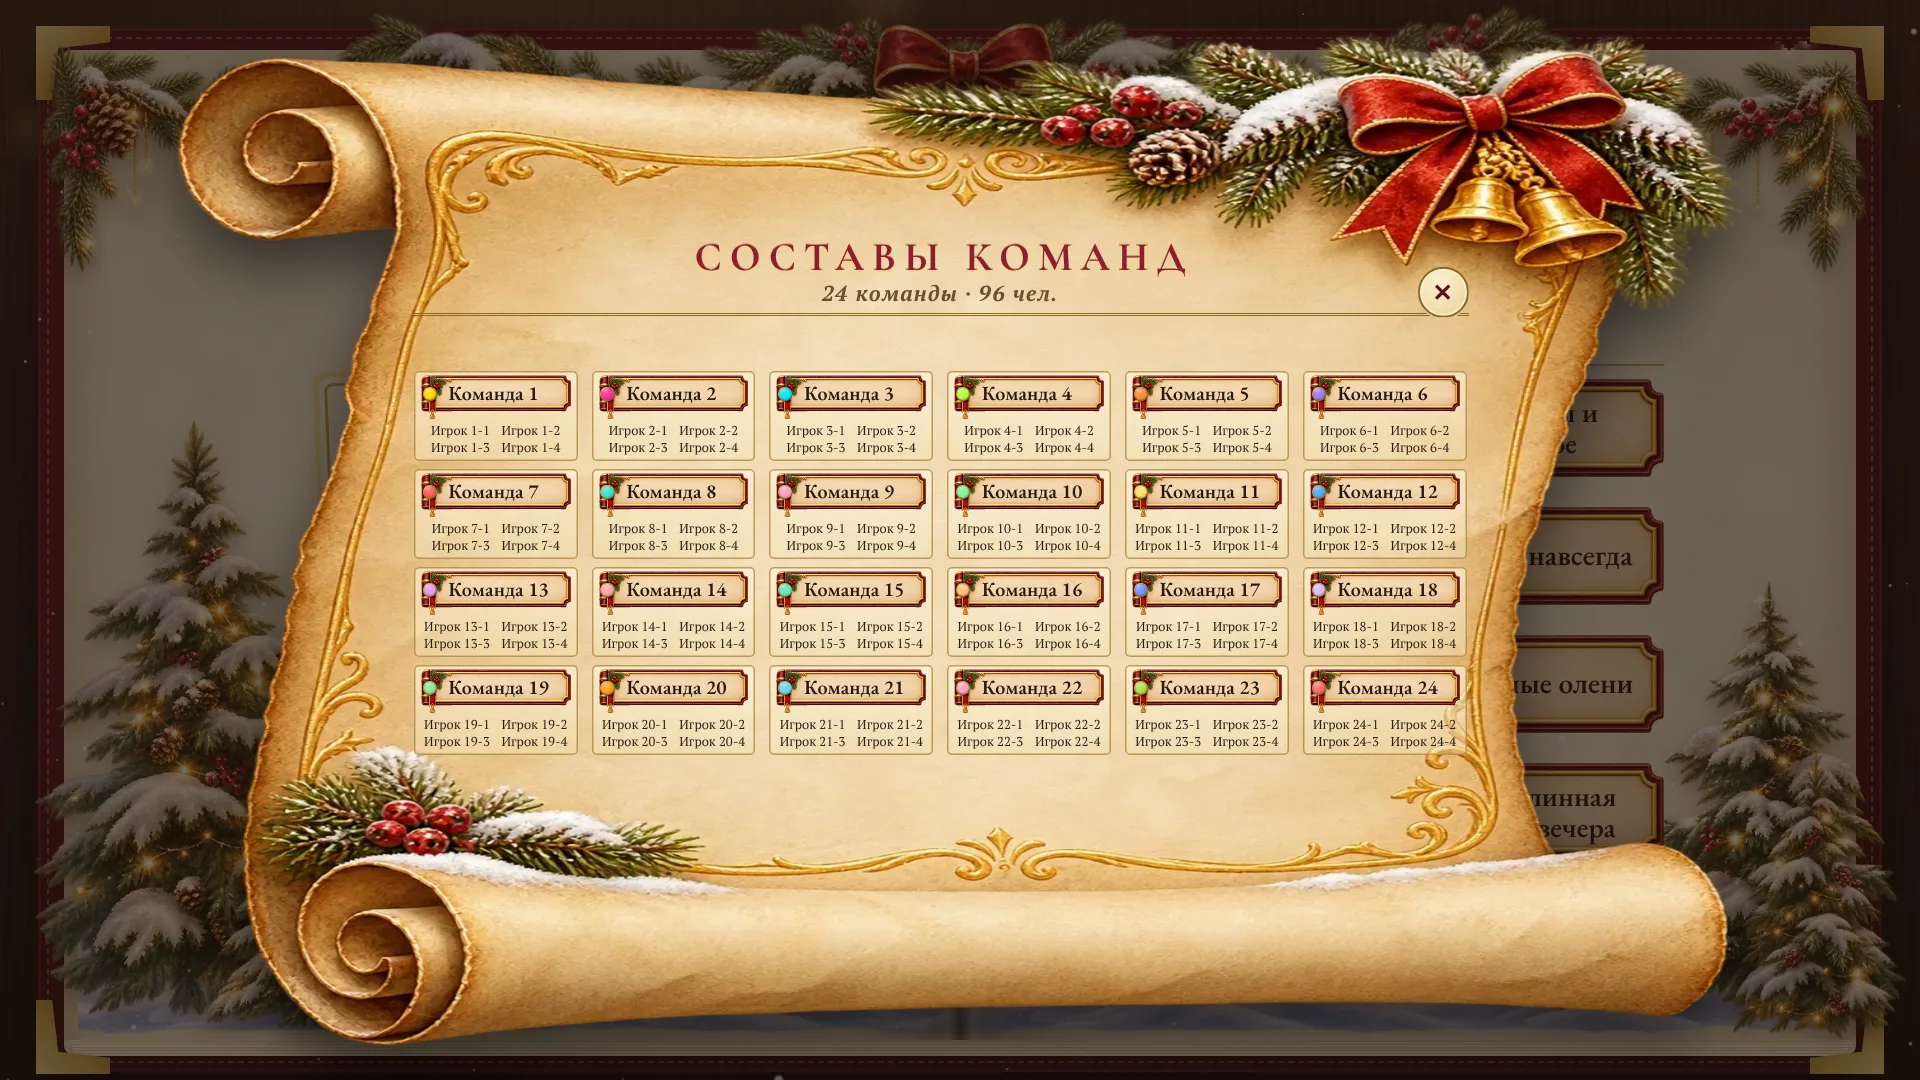 СОСТАВЫ КОМАНД
24 команды · 96 чел.
Команда 1
Игрок 1-1 Игрок 1-2
Игрок 1-3 Игрок 1-4
Команда 2
Игрок 2-1 Игрок 2-2
Игрок 2-3 Игрок 2-4
Команда 3
Игрок 3-1 Игрок 3-2
Игрок 3-3 Игрок 3-4
Команда 4
Игрок 4-1 Игрок 4-2
Игрок 4-3 Игрок 4-4
Команда 5
Игрок 5-1 Игрок 5-2
Игрок 5-3 Игрок 5-4
Команда 6
Игрок 6-1 Игрок 6-2
Игрок 6-3 Игрок 6-4
Команда 7
Игрок 7-1 Игрок 7-2
Игрок 7-3 Игрок 7-4
Команда 8
Игрок 8-1 Игрок 8-2
Игрок 8-3 Игрок 8-4
Команда 9
Игрок 9-1 Игрок 9-2
Игрок 9-3 Игрок 9-4
Команда 10
Игрок 10-1 Игрок 10-2
Игрок 10-3 Игрок 10-4
Команда 11
Игрок 11-1 Игрок 11-2
Игрок 11-3 Игрок 11-4
Команда 12
Игрок 12-1 Игрок 12-2
Игрок 12-3 Игрок 12-4
Команда 13
Игрок 13-1 Игрок 13-2
Игрок 13-3 Игрок 13-4
Команда 14
Игрок 14-1 Игрок 14-2
Игрок 14-3 Игрок 14-4
Команда 15
Игрок 15-1 Игрок 15-2
Игрок 15-3 Игрок 15-4
Команда 16
Игрок 16-1 Игрок 16-2
Игрок 16-3 Игрок 16-4
Команда 17
Игрок 17-1 Игрок 17-2
Игрок 17-3 Игрок 17-4
Команда 18
Игрок 18-1 Игрок 18-2
Игрок 18-3 Игрок 18-4
Команда 19
Игрок 19-1 Игрок 19-2
Игрок 19-3 Игрок 19-4
Команда 20
Игрок 20-1 Игрок 20-2
Игрок 20-3 Игрок 20-4
Команда 21
Игрок 21-1 Игрок 21-2
Игрок 21-3 Игрок 21-4
Команда 22
Игрок 22-1 Игрок 22-2
Игрок 22-3 Игрок 22-4
Команда 23
Игрок 23-1 Игрок 23-2
Игрок 23-3 Игрок 23-4
Команда 24
Игрок 24-1 Игрок 24-2
Игрок 24-3 Игрок 24-4
и
навсегда
олени
вечера